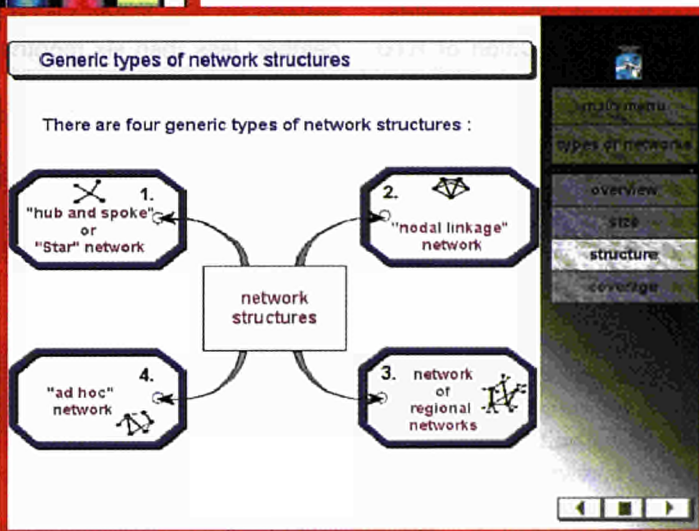 Generic types of network structures
There are four generic types of network structures :
1.
"hub and spoke"
or
"Star" network
2.
"nodal linkage"
network
network
structures
4.
"ad hoc"
network
3.
network
of
regional
networks
main menu
types of networks
overview
size
structure
coverage